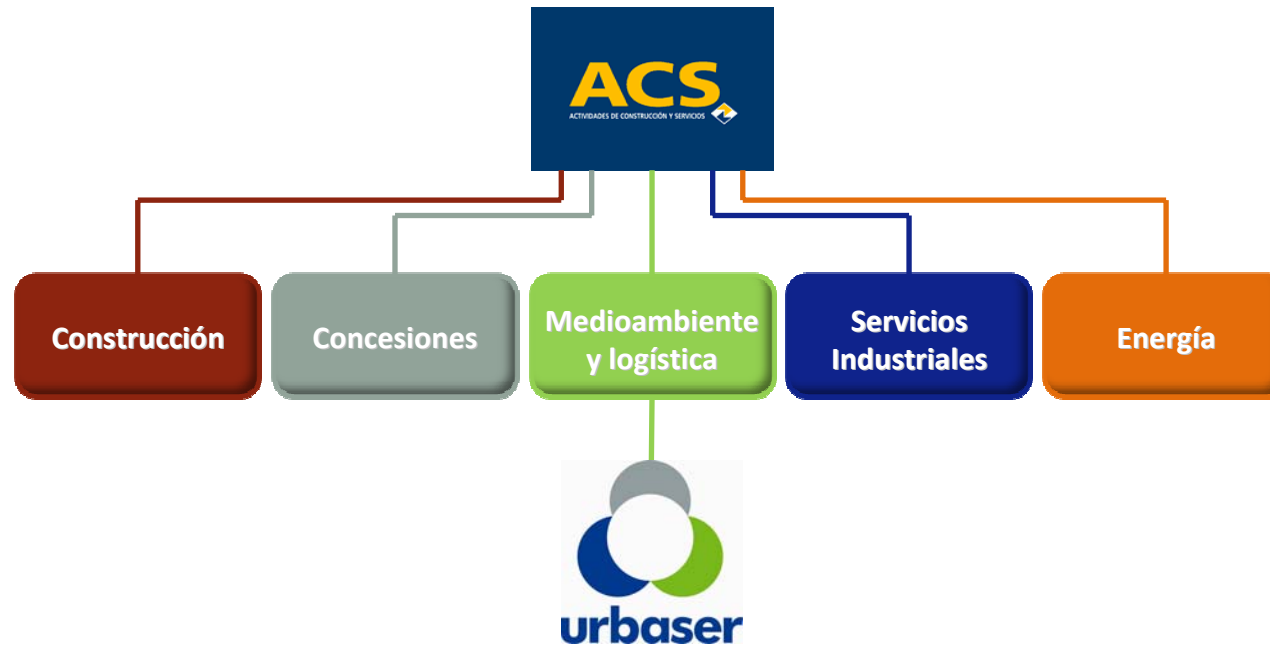 ACS
ACTIVIDADES DE CONSTRUCCIÓN Y SERVICIOS
Construcción
Concesiones
Medioambiente
y logística
Servicios
Industriales
Energía
urbaser